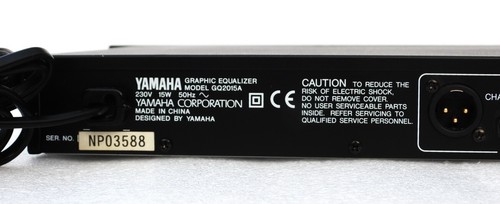 YAMAHA GRAPHIC EQUALIZER
MODEL GQ2015A
230V 15W 50Hz ~
YAMAHA CORPORATION
MADE IN CHINA
DESIGNED BY YAMAHA
CE
SER. NO. NP03588
CAUTION TO REDUCE THE
RISK OF ELECTRIC SHOCK,
DO NOT REMOVE COVER.
NO USER SERVICEABLE PARTS
INSIDE. REFER SERVICING TO
QUALIFIED SERVICE PERSONNEL.
CHA